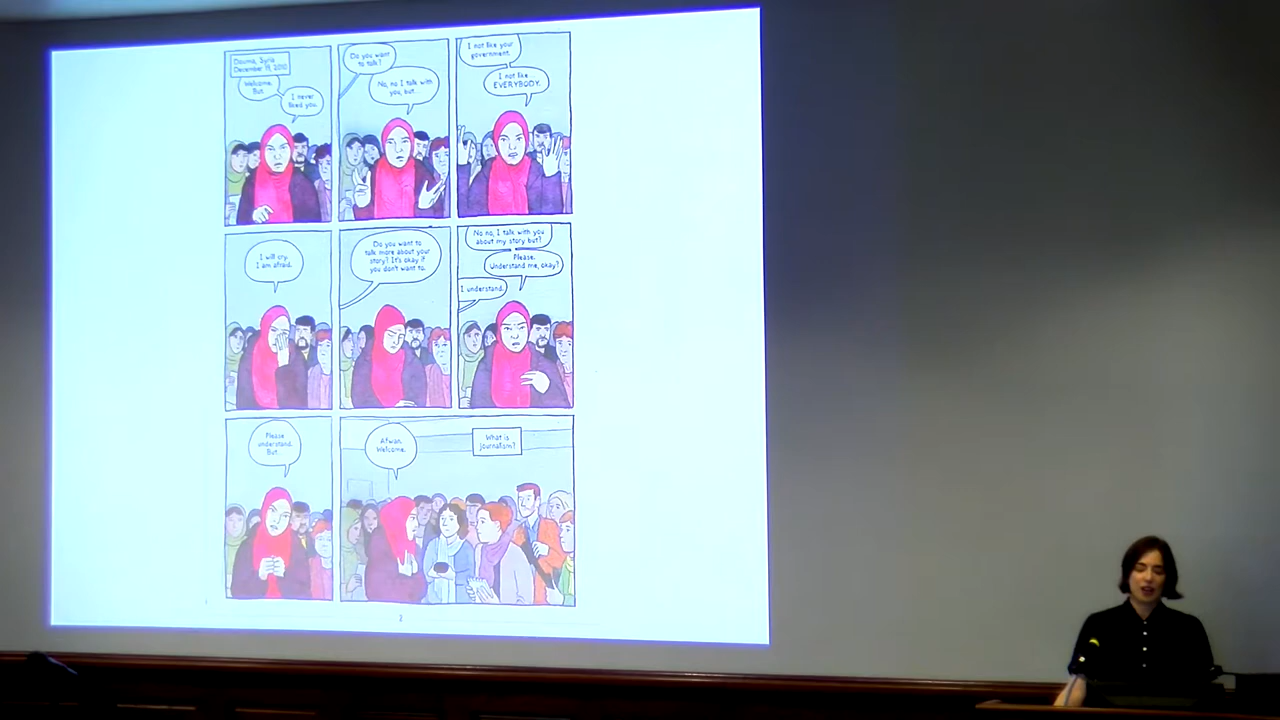 Douma, Syria
December 19, 2010
Welcome.
But.
I never
liked you.
Do you want
to talk?
No, no I talk with
you, but.
I not like your
government.
I not like
EVERYBODY.
I will cry.
I am afraid.
Do you want to
talk more about your
story? It's okay if
you don't want to.
No no, I talk with you
about my story but?
Please.
Understand me, okay?
I understand.
Please
understand.
But.
Afwan.
Welcome.
What is
journalism?
2